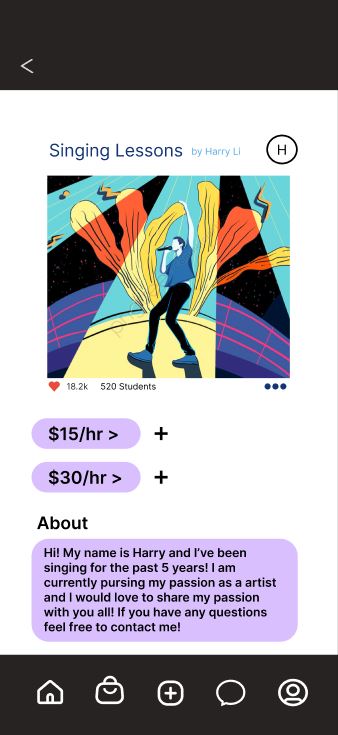 <
Singing Lessons by Harry Li H
18.2k 520 Students
$15/hr > +
$30/hr > +
About
Hi! My name is Harry and I’ve been
singing for the past 5 years! I am
currently pursing my passion as a artist
and I would love to share my passion
with you all! If you have any questions
feel free to contact me!